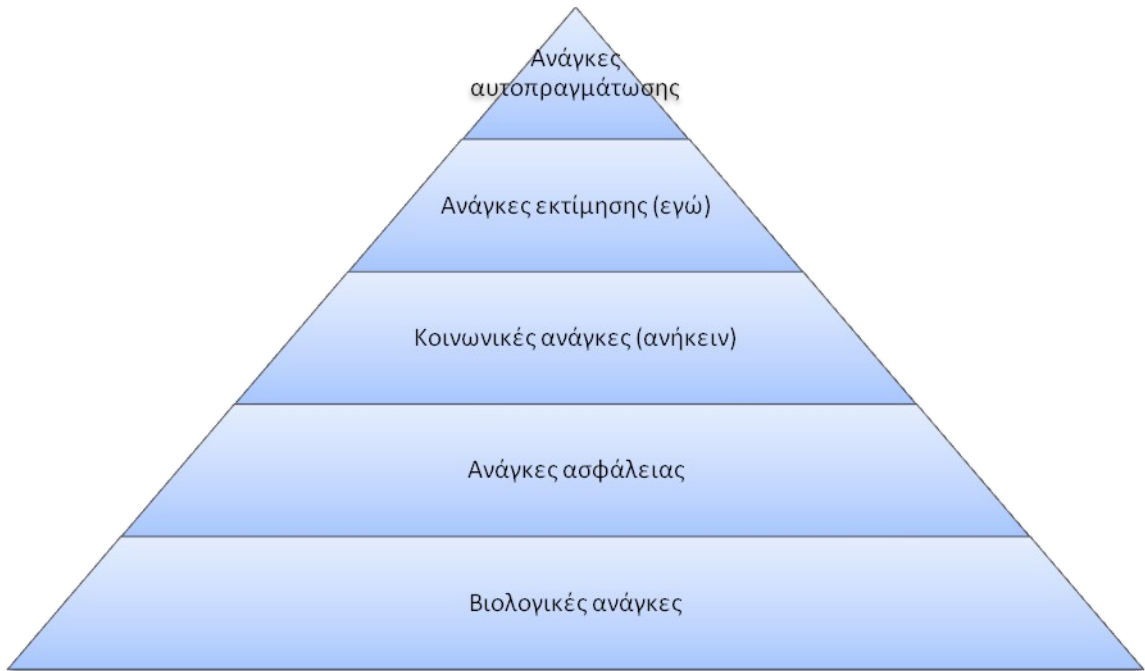 Ανάγκες
αυτοπραγμάτωσης
Ανάγκες εκτίμησης (εγώ)
Κοινωνικές ανάγκες (ανήκειν)
Ανάγκες ασφάλειας
Βιολογικές ανάγκες